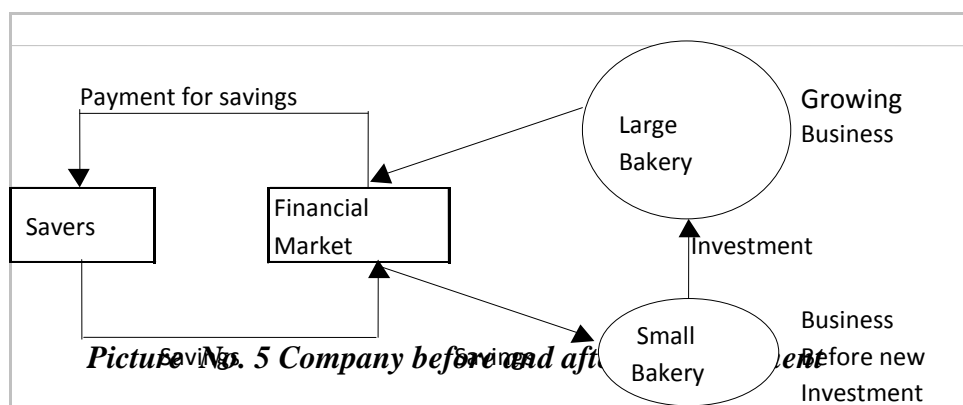 Payment for savings
Growing
Business
Large
Bakery
Savers
Financial
Market
Investment
Savings
Savings
Small
Bakery
Business
Before new
Investment
Picture No. 5 Company before and